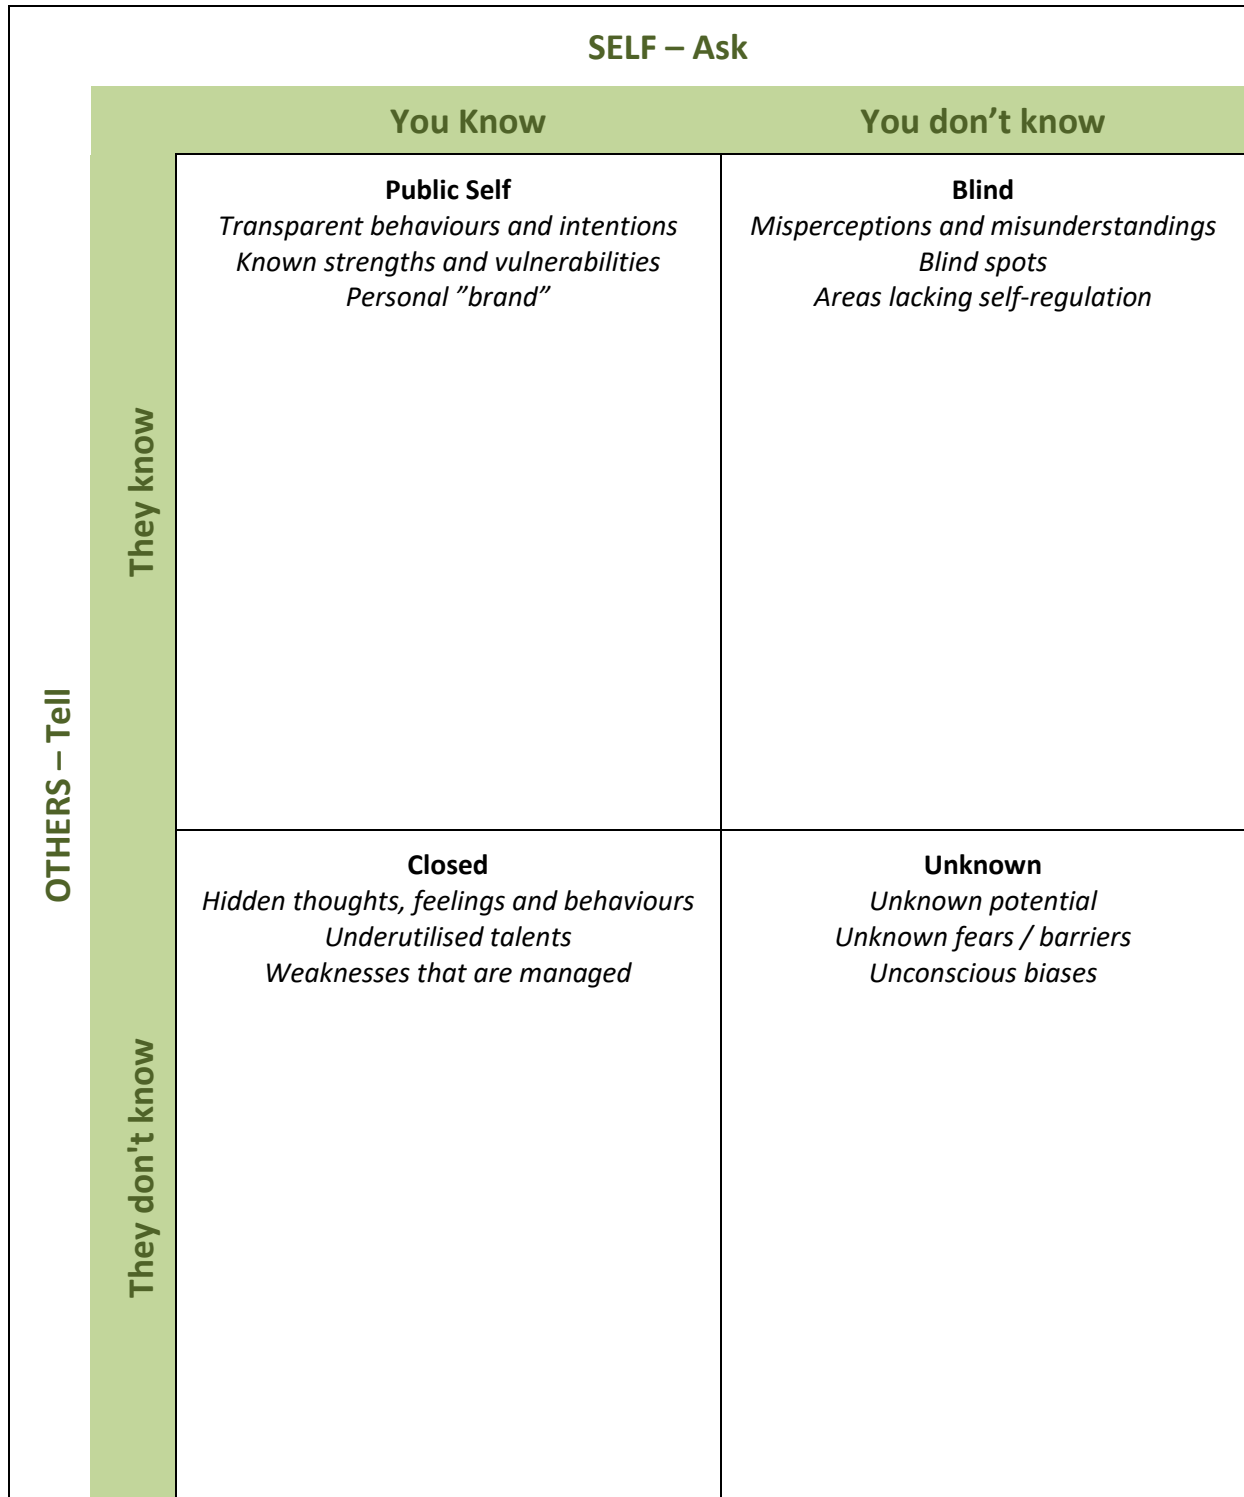 SELF – Ask
You Know
You don’t know
OTHERS – Tell
They know
Public Self
Transparent behaviours and intentions
Known strengths and vulnerabilities
Personal ”brand”
Blind
Misperceptions and misunderstandings
Blind spots
Areas lacking self-regulation
They don't know
Closed
Hidden thoughts, feelings and behaviours
Underutilised talents
Weaknesses that are managed
Unknown
Unknown potential
Unknown fears / barriers
Unconscious biases